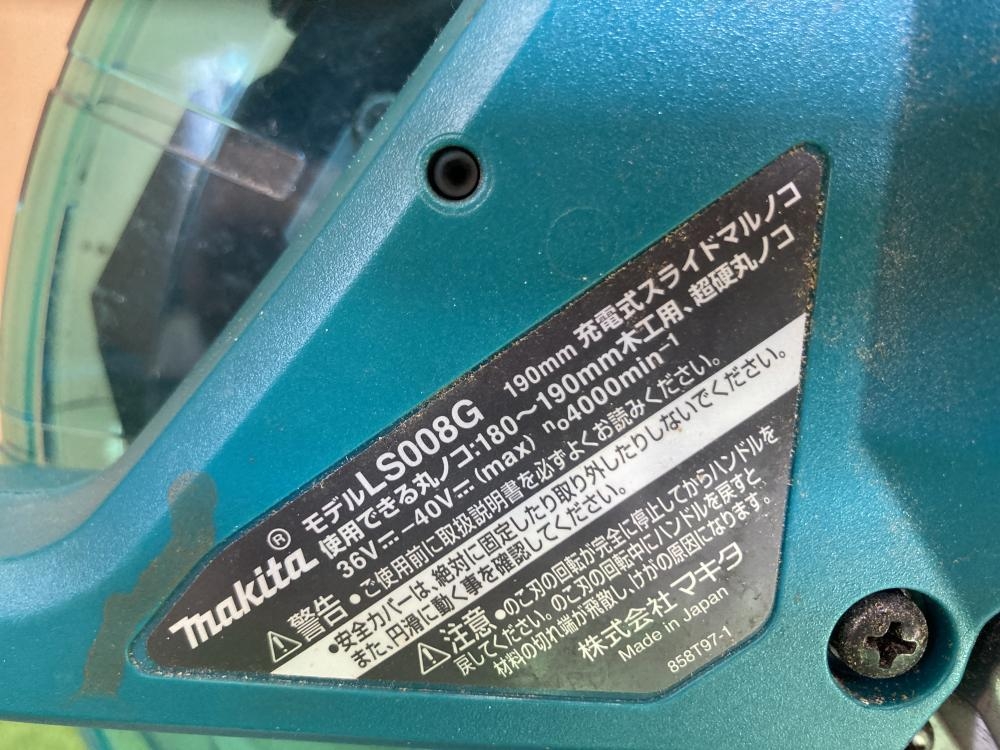 makita® モデルLS008G 190mm 充電式スライドマルノコ
使用できる丸ノコ:180～190mm木工用、超硬丸ノコ
36V⎓–40V⎓(max) n₀4000min⁻¹
⚠警告 •ご使用前に取扱説明書を必ずよくお読みください。
•安全カバーは、絶対に固定したり取り外したりしないでください。
また、円滑に動く事を確認してください。
⚠注意 •のこ刃の回転が完全に停止してからハンドルを
戻してください。のこ刃の回転中にハンドルを戻すと
材料の切れ端が飛散し、けがの原因になります。
株式会社 マキタ
Made in Japan
858T97-1